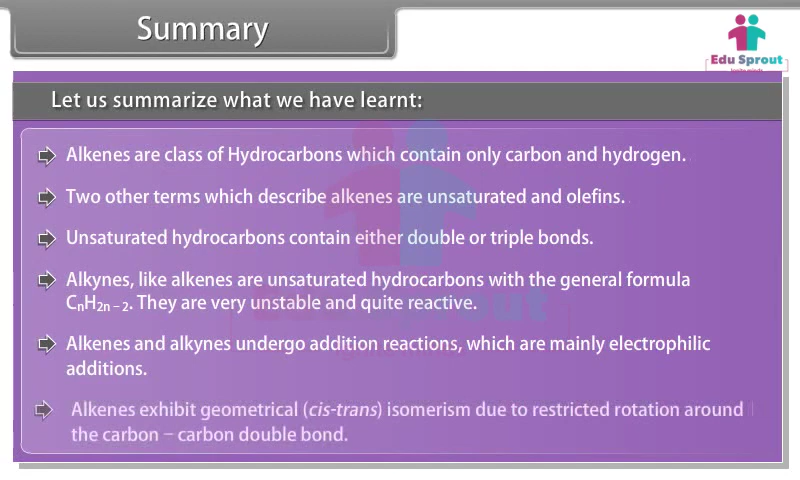 Summary
Edu Sprout
Let us summarize what we have learnt:
Alkenes are class of Hydrocarbons which contain only carbon and hydrogen.
Two other terms which describe alkenes are unsaturated and olefins.
Unsaturated hydrocarbons contain either double or triple bonds.
Alkynes, like alkenes are unsaturated hydrocarbons with the general formula
CₙH₂ₙ₋₂. They are very unstable and quite reactive.
Alkenes and alkynes undergo addition reactions, which are mainly electrophilic
additions.
Alkenes exhibit geometrical (cis-trans) isomerism due to restricted rotation around
the carbon – carbon double bond.